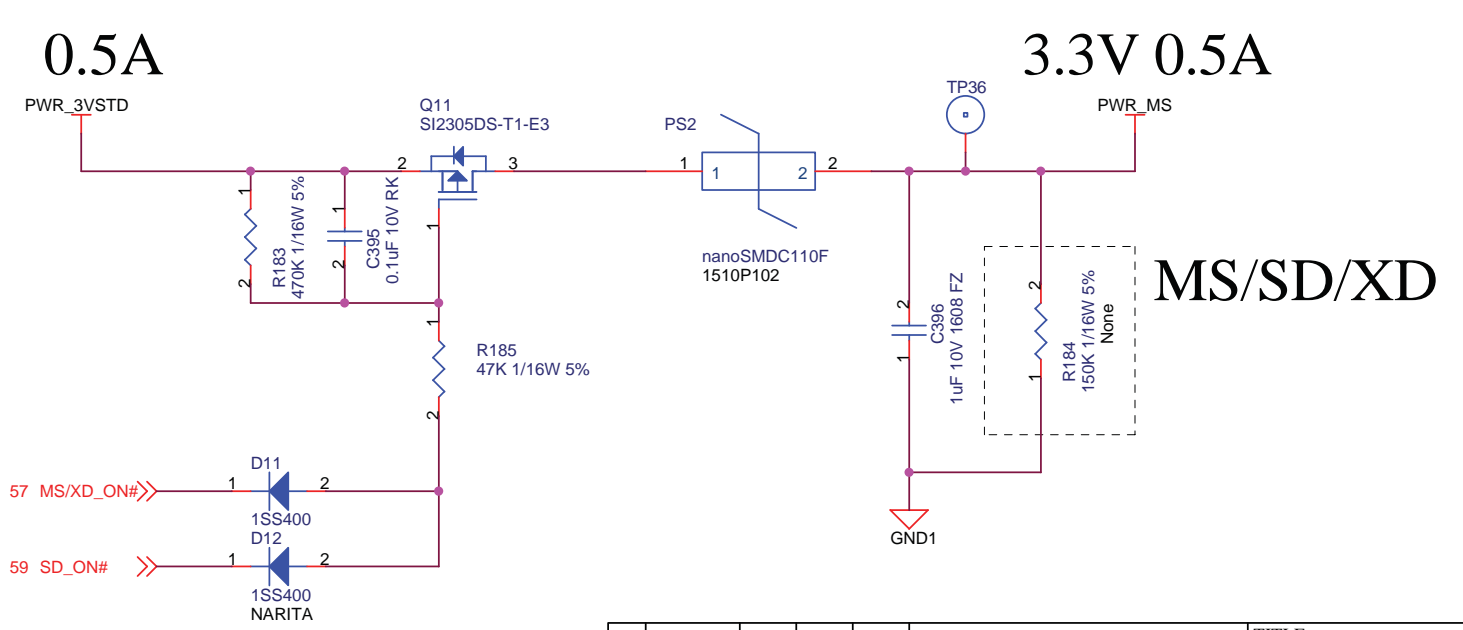 0.5A
3.3V 0.5A
PWR_3VSTD
Q11
SI2305DS-T1-E3
PS2
TP36
PWR_MS
2
3
1
1
2
2
1
2
R183
470K 1/16W 5%
1
2
C395
0.1uF 10V RK
1
nanoSMDC110F
1510P102
2
1
C396
1uF 10V 1608 FZ
2
1
R184
150K 1/16W 5%
None
MS/SD/XD
1
2
R185
47K 1/16W 5%
57 MS/XD_ON#
1
D11
2
1SS400
59 SD_ON#
1
D12
2
1SS400
NARITA
GND1